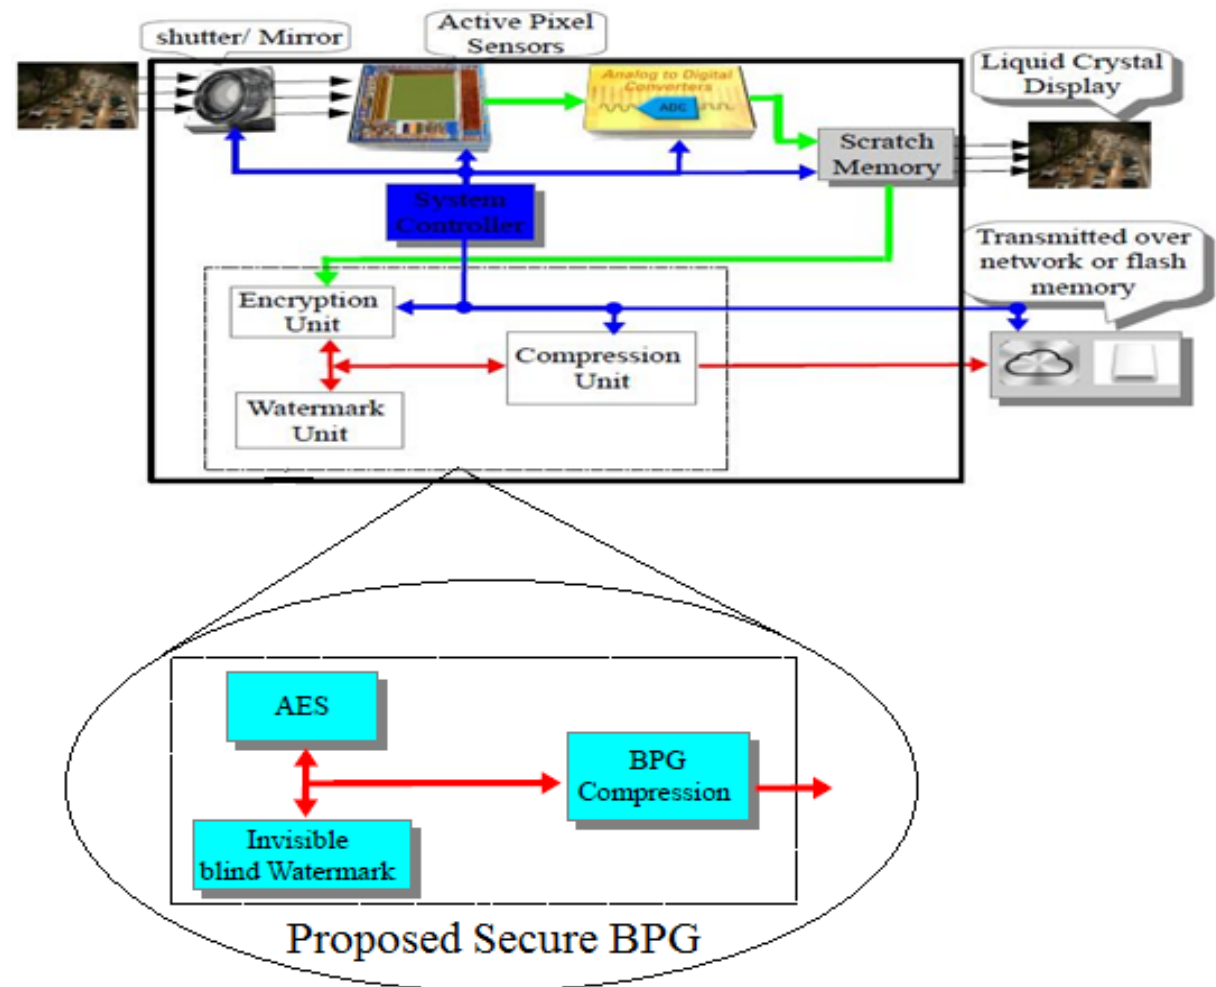 shutter/ Mirror
Active Pixel
Sensors
Analog to Digital
Converters
ADC
Liquid Crystal
Display
Scratch
Memory
System
Controller
Transmitted over
network or flash
memory
Encryption
Unit
Compression
Unit
Watermark
Unit
AES
BPG
Compression
Invisible
blind Watermark
Proposed Secure BPG